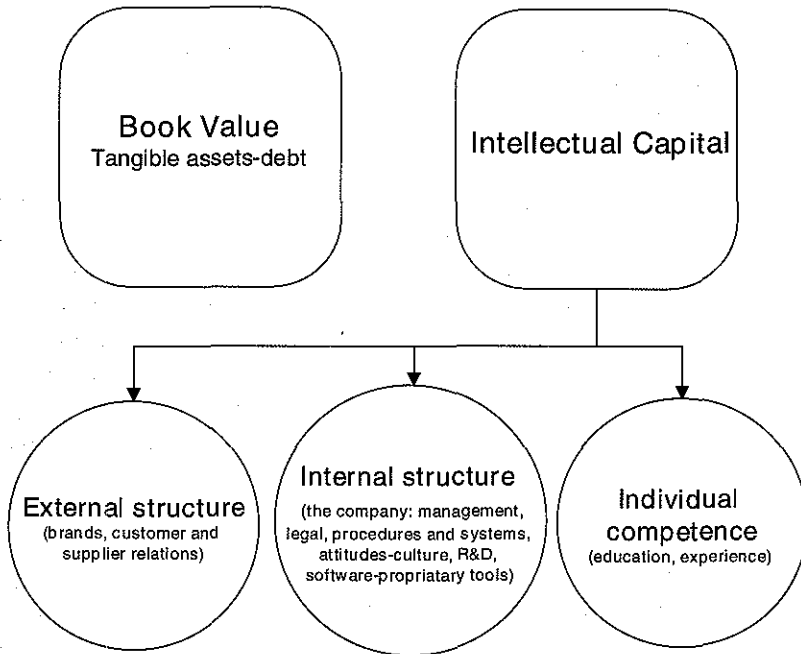 Book Value
Tangible assets-debt
Intellectual Capital
External structure
(brands, customer and
supplier relations)
Internal structure
(the company: management,
legal, procedures and systems,
attitudes-culture, R&D,
software-propriatary tools)
Individual
competence
(education, experience)